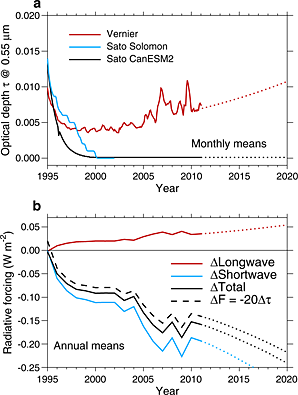 a
0.020
0.015
0.010
0.005
0.000
Optical depth τ @ 0.55 μm
Vernier
Sato Solomon
Sato CanESM2
Monthly means
1995 2000 2005 2010 2015 2020
Year
b
0.05
0.00
-0.05
-0.10
-0.15
-0.20
-0.25
Radiative forcing (W m-2)
ΔLongwave
ΔShortwave
ΔTotal
ΔF = -20Δτ
Annual means
1995 2000 2005 2010 2015 2020
Year